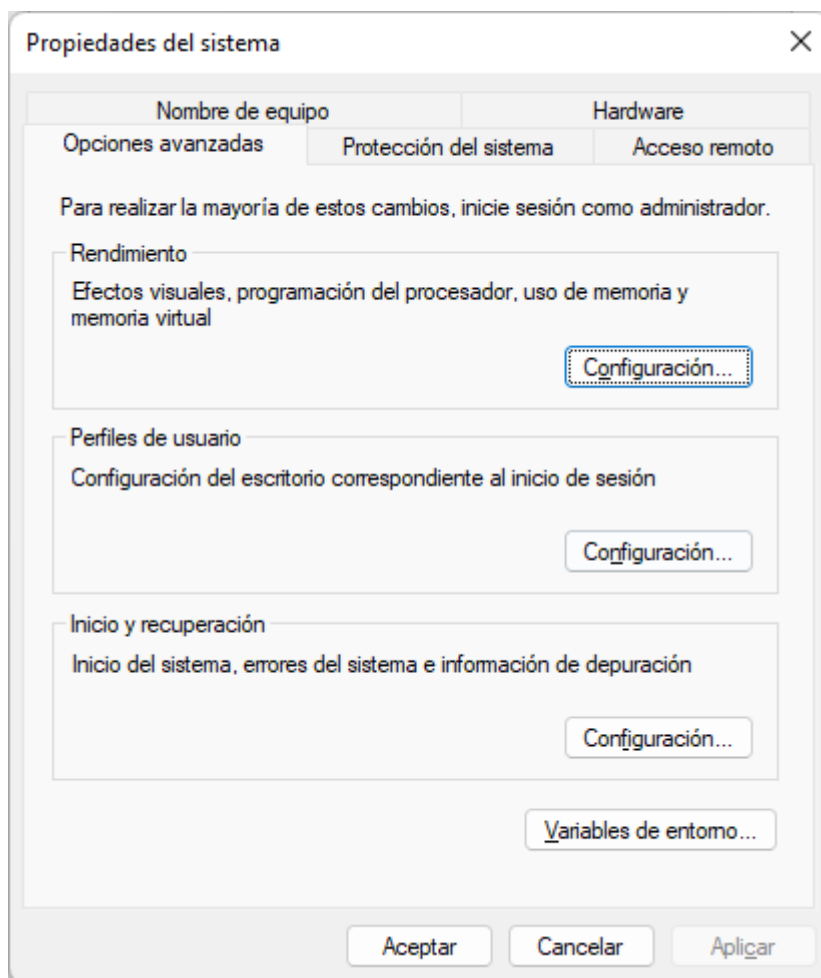 Propiedades del sistema
Nombre de equipo
Hardware
Opciones avanzadas
Protección del sistema
Acceso remoto
Para realizar la mayoría de estos cambios, inicie sesión como administrador.
Rendimiento
Efectos visuales, programación del procesador, uso de memoria y
memoria virtual
Configuración...
Perfiles de usuario
Configuración del escritorio correspondiente al inicio de sesión
Configuración...
Inicio y recuperación
Inicio del sistema, errores del sistema e información de depuración
Configuración...
Variables de entorno...
Aceptar
Cancelar
Aplicar